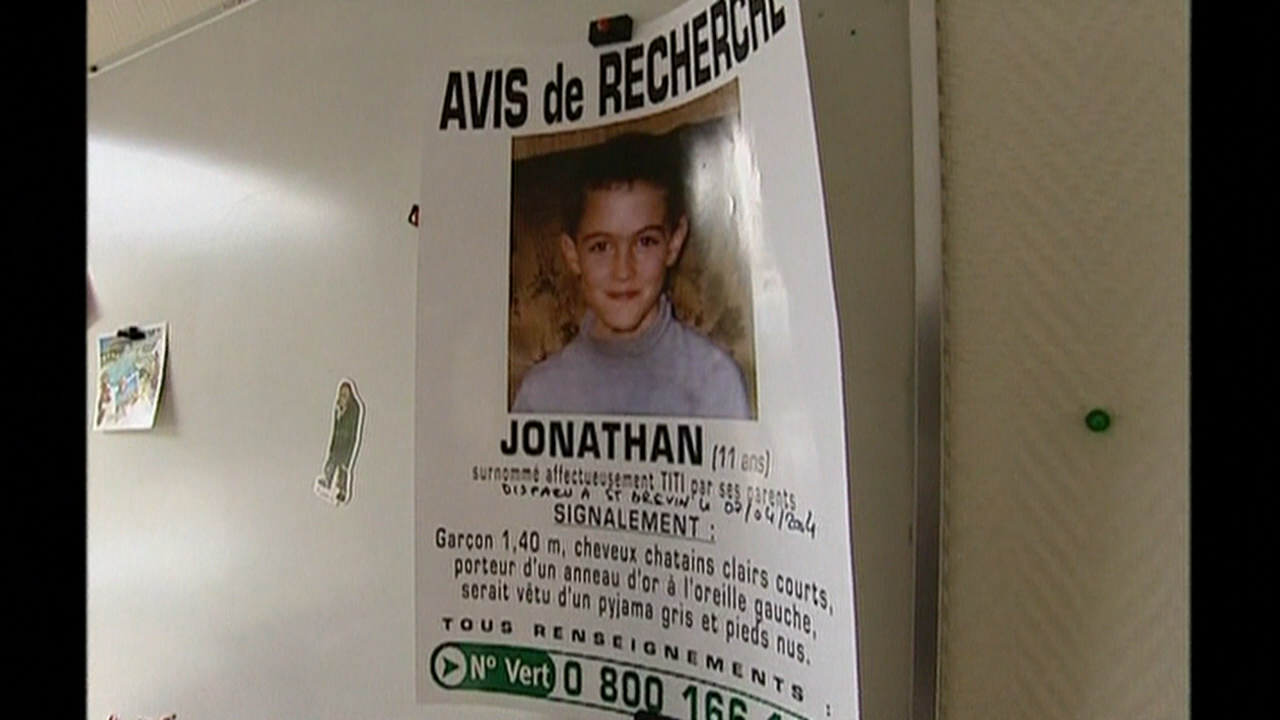 AVIS de RECHERCHE
JONATHAN (11 ans)
surnommé affectueusement TITI par ses parents
DISPARU A ST BREVIN le 07/04/2004
SIGNALEMENT :
Garçon 1,40 m, cheveux chatains clairs courts,
porteur d'un anneau d'or à l'oreille gauche,
serait vêtu d'un pyjama gris et pieds nus.
TOUS RENSEIGNEMENTS :
N° Vert 0 800 166